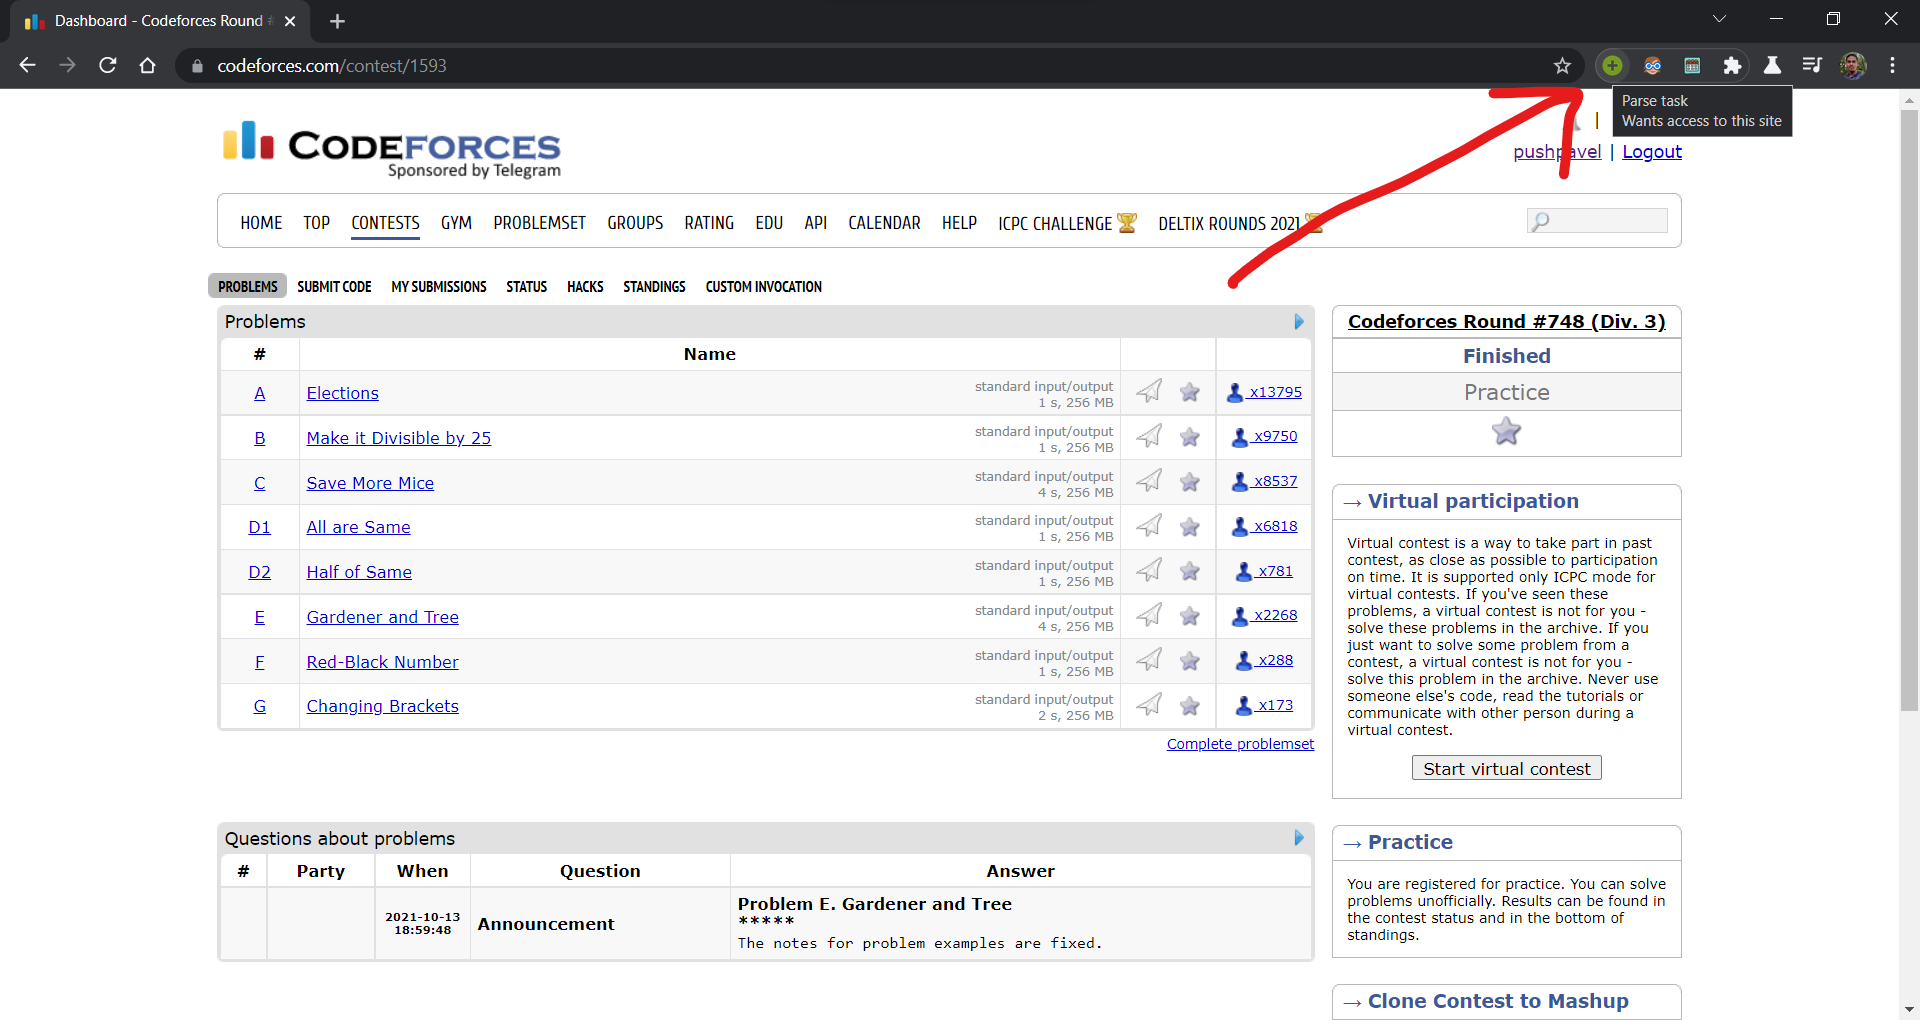 Dashboard - Codeforces Round #
codeforces.com/contest/1593
Parse task
Wants access to this site
CODEFORCES
Sponsored by Telegram
|
pushpavel | Logout
HOME TOP CONTESTS GYM PROBLEMSET GROUPS RATING EDU API CALENDAR HELP ICPC CHALLENGE DELTIX ROUNDS 2021
PROBLEMS SUBMIT CODE MY SUBMISSIONS STATUS HACKS STANDINGS CUSTOM INVOCATION
Problems
# Name
A Elections standard input/output x13795
1 s, 256 MB
B Make it Divisible by 25 standard input/output x9750
1 s, 256 MB
C Save More Mice standard input/output x8537
4 s, 256 MB
D1 All are Same standard input/output x6818
1 s, 256 MB
D2 Half of Same standard input/output x781
1 s, 256 MB
E Gardener and Tree standard input/output x2268
4 s, 256 MB
F Red-Black Number standard input/output x288
1 s, 256 MB
G Changing Brackets standard input/output x173
2 s, 256 MB
Complete problemset
Questions about problems
# Party When Question Answer
2021-10-13
18:59:48
Announcement
Problem E. Gardener and Tree
*****
The notes for problem examples are fixed.
Codeforces Round #748 (Div. 3)
Finished
Practice
→ Virtual participation
Virtual contest is a way to take part in past
contest, as close as possible to participation
on time. It is supported only ICPC mode for
virtual contests. If you've seen these
problems, a virtual contest is not for you -
solve these problems in the archive. If you
just want to solve some problem from a
contest, a virtual contest is not for you -
solve this problem in the archive. Never use
someone else's code, read the tutorials or
communicate with other person during a
virtual contest.
Start virtual contest
→ Practice
You are registered for practice. You can solve
problems unofficially. Results can be found in
the contest status and in the bottom of
standings.
→ Clone Contest to Mashup